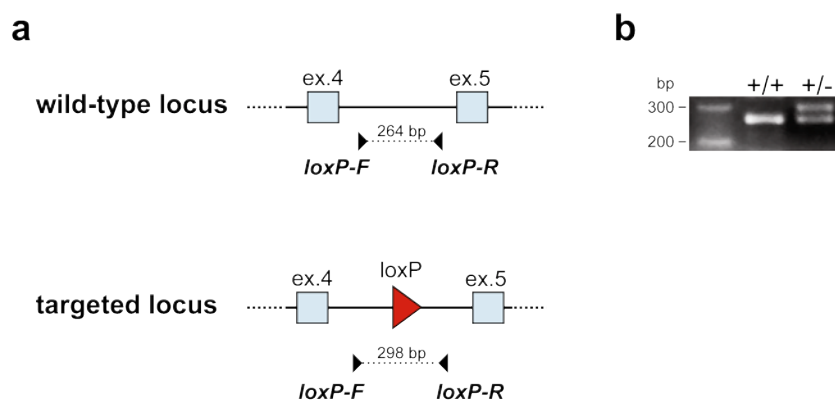 a
ex.4 ex.5
wild-type locus
264 bp
loxP-F loxP-R
loxP
ex.4 ex.5
targeted locus
298 bp
loxP-F loxP-R
b
bp +/+ +/-
300
200